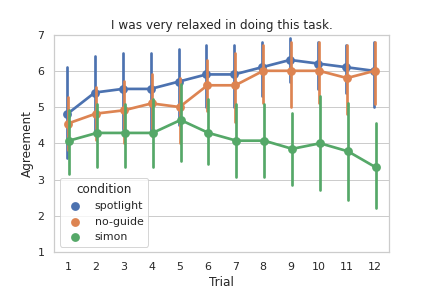 I was very relaxed in doing this task.
7
6
5
4
3
2
1
Agreement
condition
spotlight
no-guide
simon
1 2 3 4 5 6 7 8 9 10 11 12
Trial